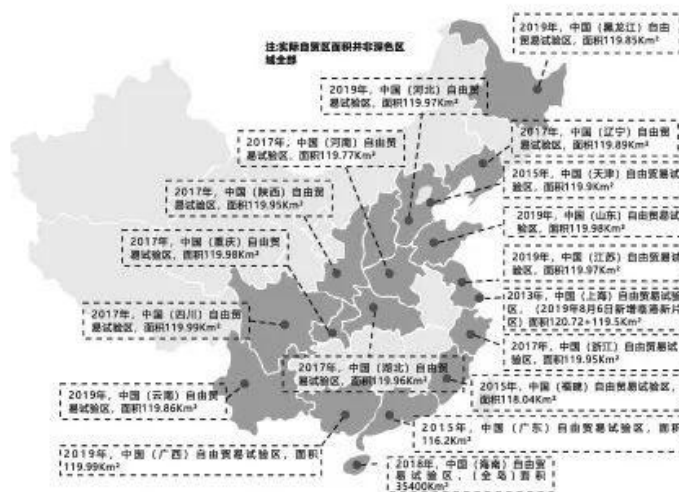 2019年，中国（黑龙江）自由
贸易试验区，面积119.85Km²
注:实际自贸区面积并非深色区
域全部
2019年，中国（河北）自由贸
易试验区，面积119.97Km²
2017年，中国（辽宁）自由贸
易试验区，面积119.89Km²
2017年，中国（河南）自由贸
易试验区，面积119.77Km²
2015年，中国（天津）自由贸易试
验区，面积119.9Km²
2017年，中国（陕西）自由贸
易试验区，面积119.95Km²
2019年，中国（山东）自由贸易试
验区，面积119.98Km²
2017年，中国（重庆）自由贸
易试验区，面积119.98Km²
2019年，中国（江苏）自由贸易试
验区，面积119.97Km²
2013年，中国（上海）自由贸易试验
区，（2019年8月6日新增临港新片
区）面积120.72+119.5Km²
2017年，中国（四川）自由贸
易试验区，面积119.99Km²
2017年，中国（浙江）自由贸易试
验区，面积119.95Km²
2017年，中国（湖北）自由贸
易试验区，面积119.96Km²
2019年，中国（云南）自由贸
易试验区，面积119.86Km²
2015年，中国（福建）自由贸易试验区，
面积118.04Km²
2015年，中国（广东）自由贸易试验区，面积
116.2Km²
2019年，中国（广西）自由贸易试验区，面积
119.99Km²
2018年，中国（海南）自由贸
易试验区，（全岛）面积
35400Km²